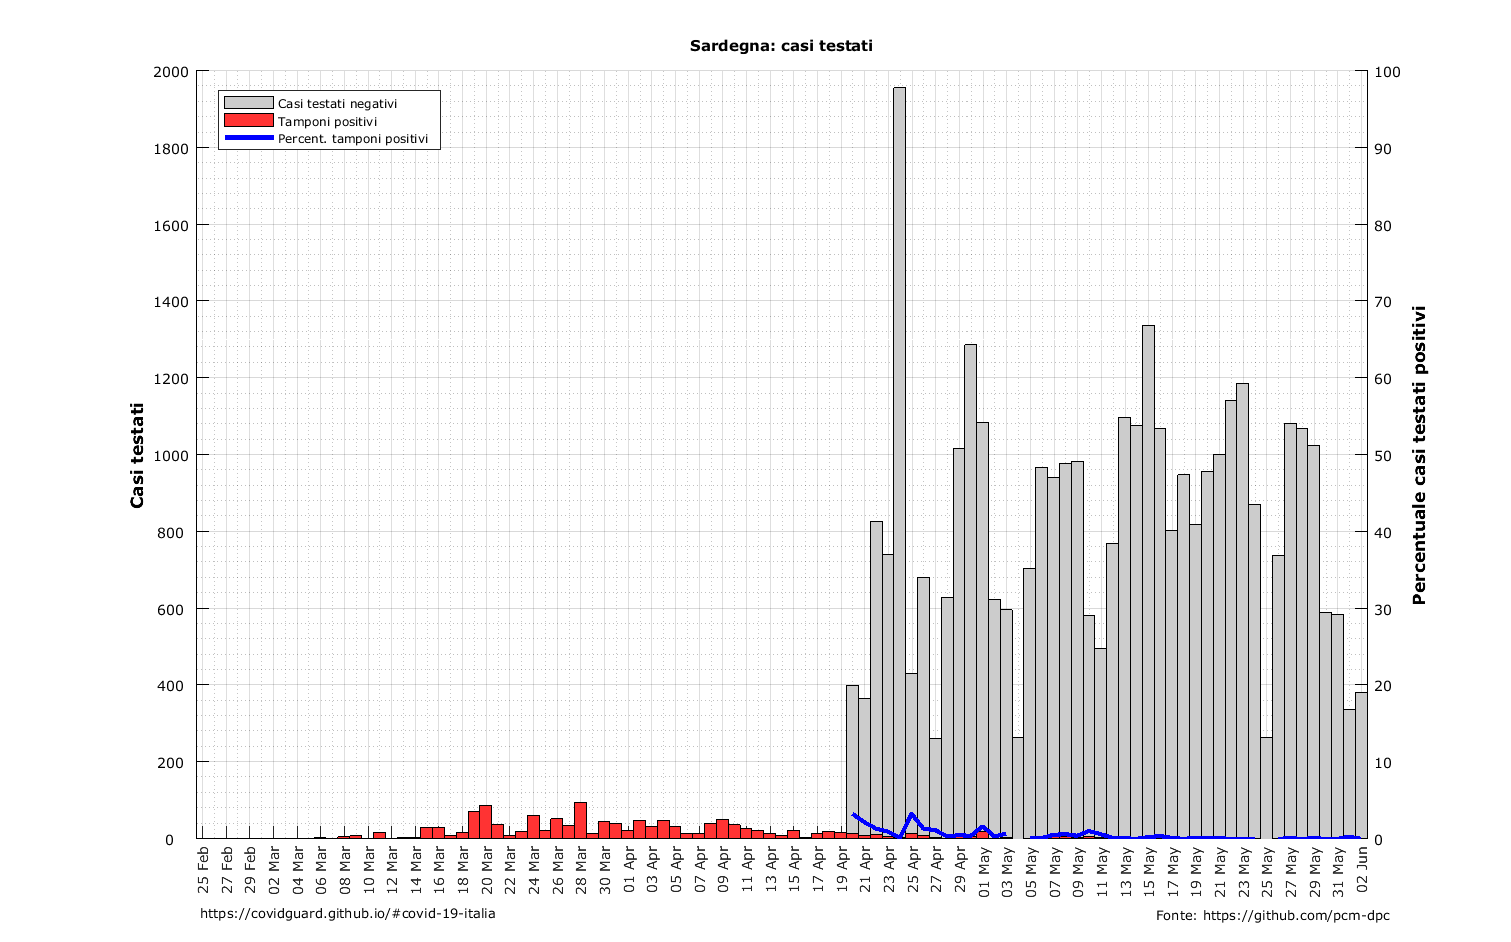 Sardegna: casi testati
Casi testati negativi
Tamponi positivi
Percent. tamponi positivi
Casi testati
2000
1800
1600
1400
1200
1000
800
600
400
200
0
100
90
80
70
60
50
40
30
20
10
0
Percentuale casi testati positivi
25 Feb
27 Feb
29 Feb
02 Mar
04 Mar
06 Mar
08 Mar
10 Mar
12 Mar
14 Mar
16 Mar
18 Mar
20 Mar
22 Mar
24 Mar
26 Mar
28 Mar
30 Mar
01 Apr
03 Apr
05 Apr
07 Apr
09 Apr
11 Apr
13 Apr
15 Apr
17 Apr
19 Apr
21 Apr
23 Apr
25 Apr
27 Apr
29 Apr
01 May
03 May
05 May
07 May
09 May
11 May
13 May
15 May
17 May
19 May
21 May
23 May
25 May
27 May
29 May
31 May
02 Jun
https://covidguard.github.io/#covid-19-italia
Fonte: https://github.com/pcm-dpc